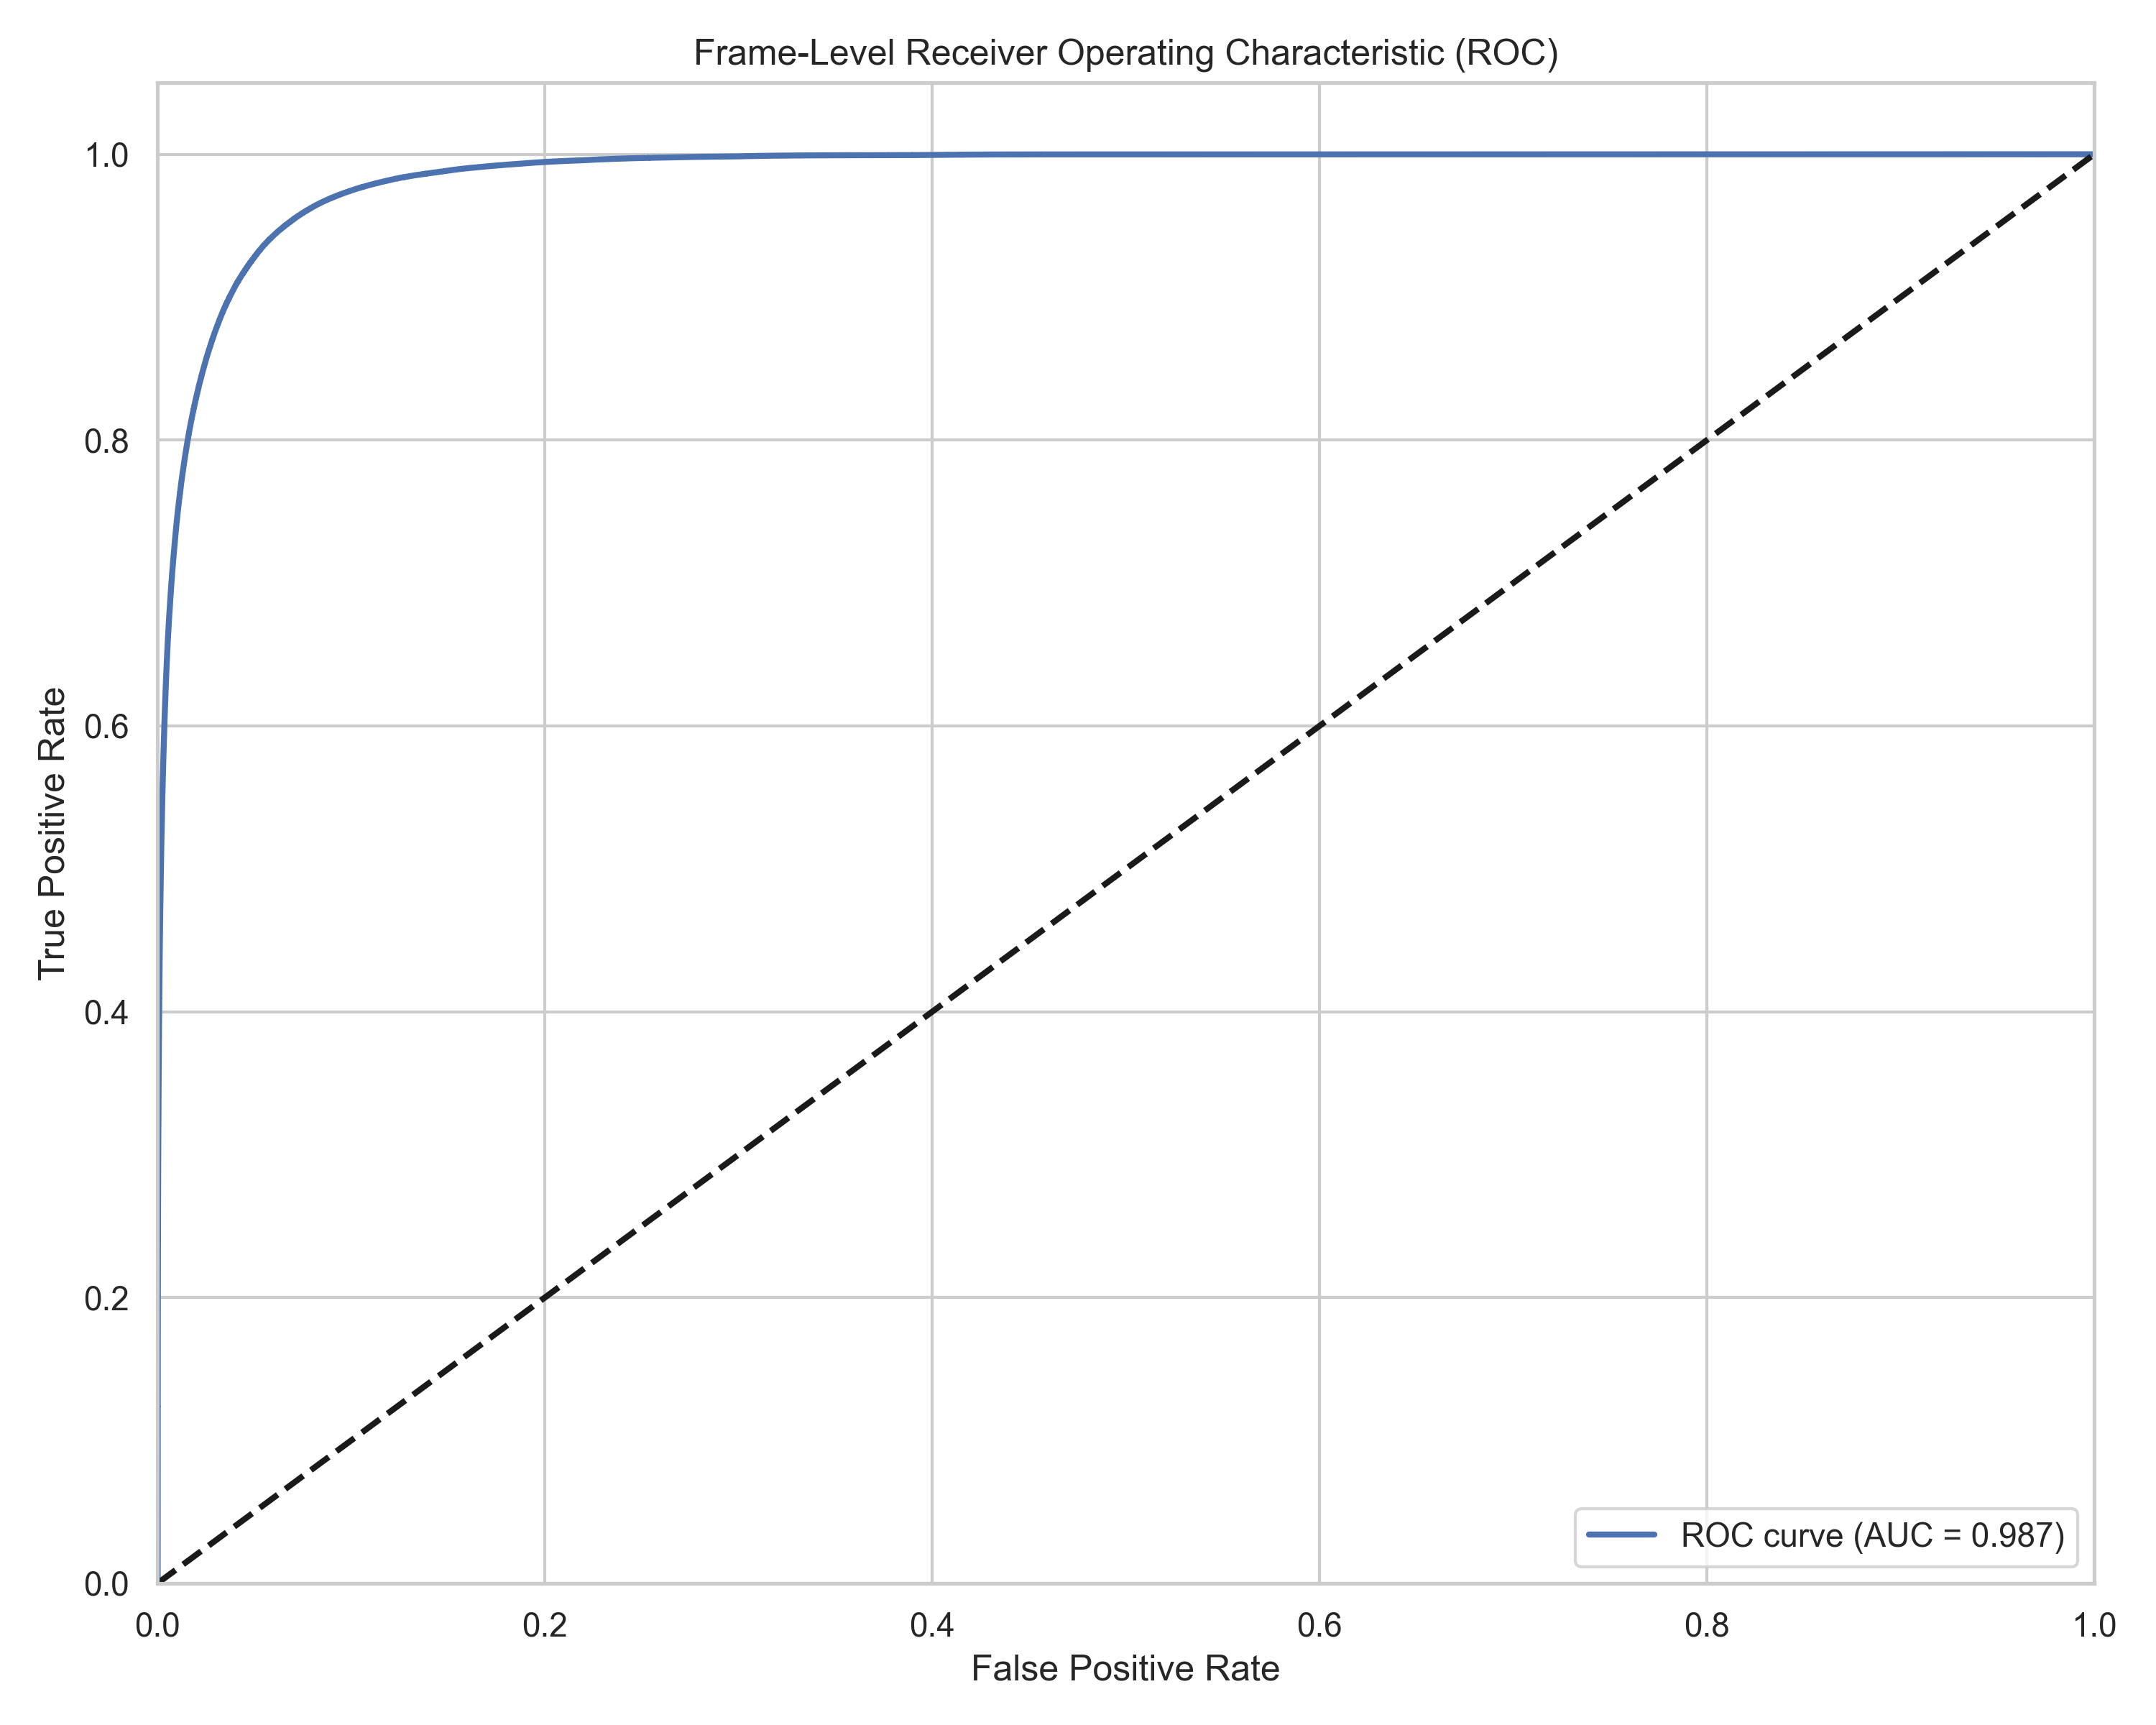 Frame-Level Receiver Operating Characteristic (ROC)
True Positive Rate
1.0
0.8
0.6
0.4
0.2
0.0
ROC curve (AUC = 0.987)
0.0 0.2 0.4 0.6 0.8 1.0
False Positive Rate